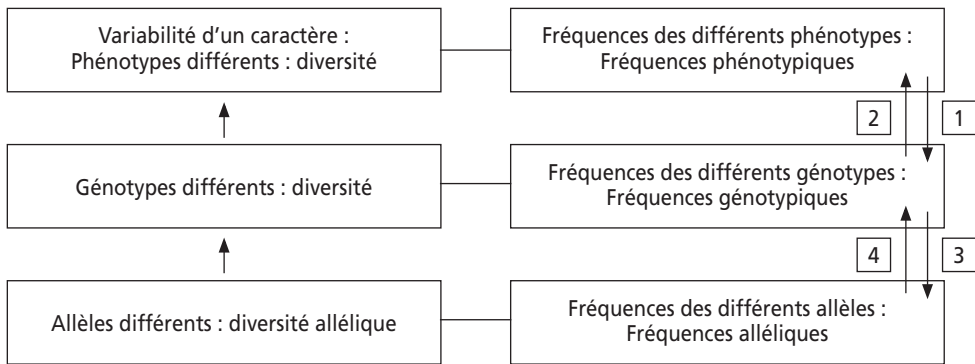 Variabilité d'un caractère :
Phénotypes différents : diversité
Fréquences des différents phénotypes :
Fréquences phénotypiques
2
1
Génotypes différents : diversité
Fréquences des différents génotypes :
Fréquences génotypiques
4
3
Allèles différents : diversité allélique
Fréquences des différents allèles :
Fréquences alléliques